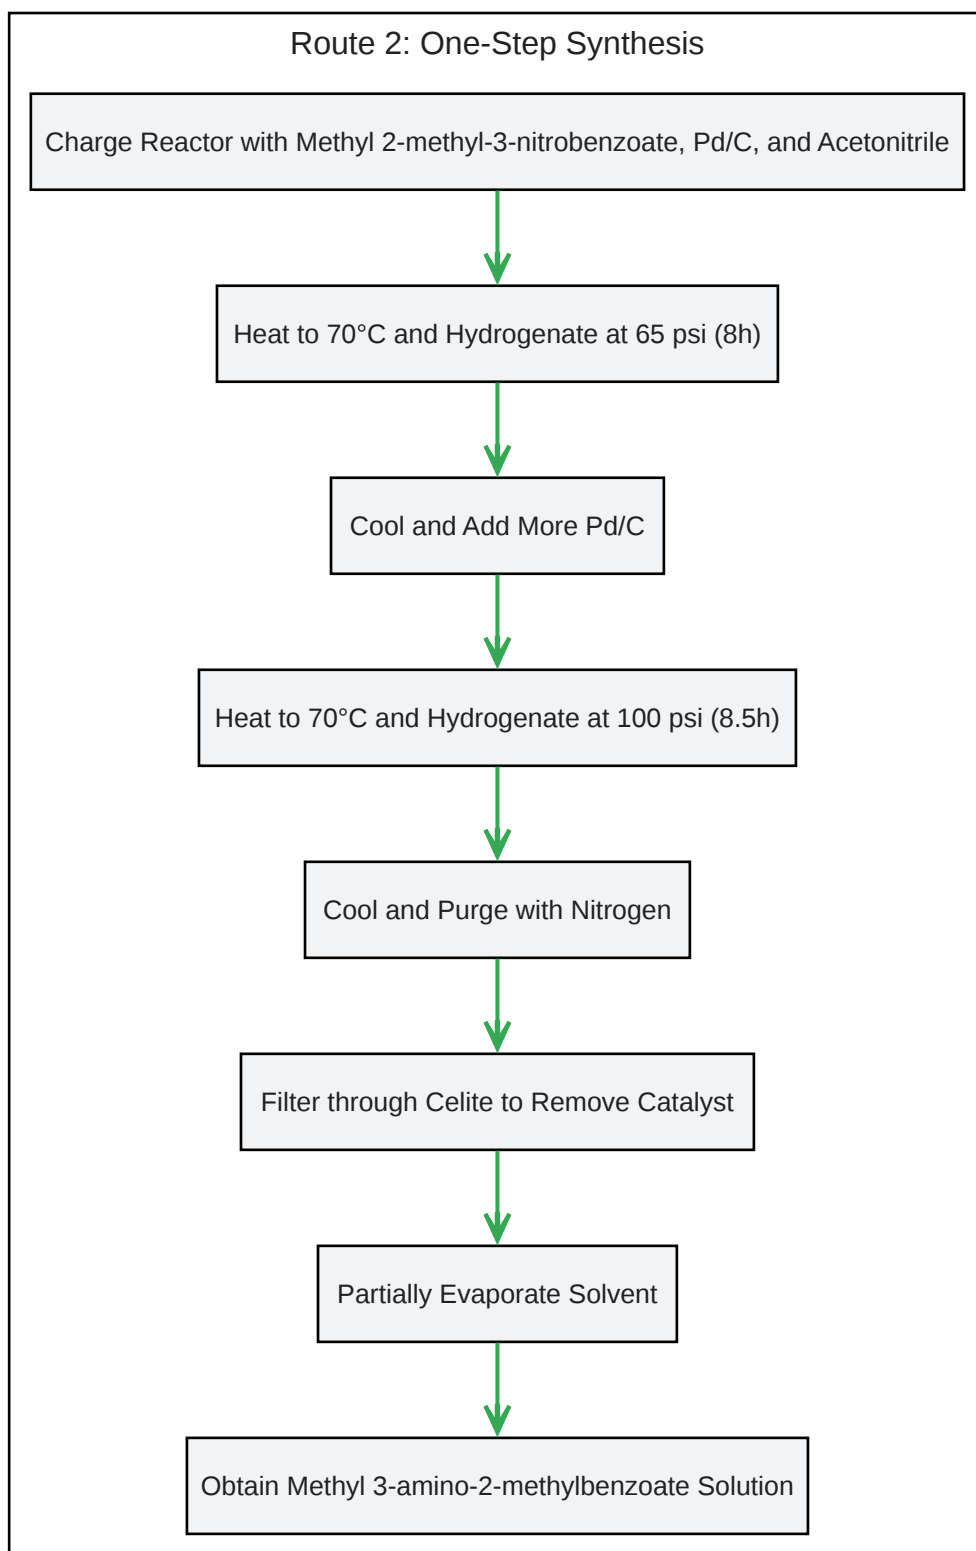 Route 2: One-Step Synthesis
Charge Reactor with Methyl 2-methyl-3-nitrobenzoate, Pd/C, and Acetonitrile
Heat to 70°C and Hydrogenate at 65 psi (8h)
Cool and Add More Pd/C
Heat to 70°C and Hydrogenate at 100 psi (8.5h)
Cool and Purge with Nitrogen
Filter through Celite to Remove Catalyst
Partially Evaporate Solvent
Obtain Methyl 3-amino-2-methylbenzoate Solution